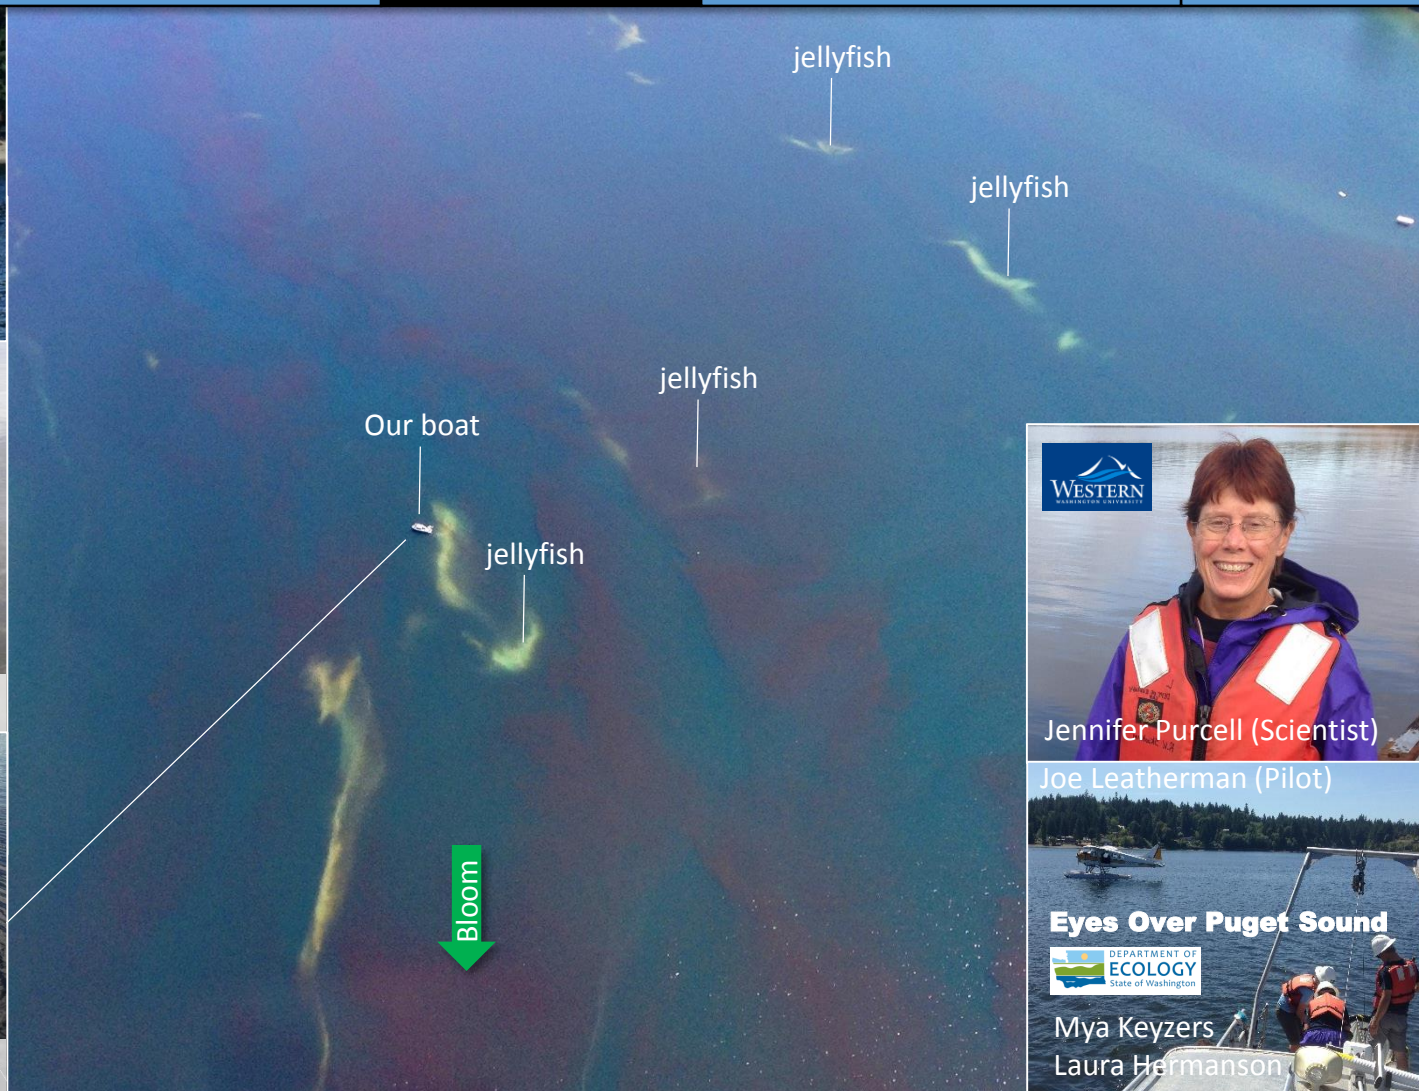 jellyfish
jellyfish
jellyfish
Our boat
jellyfish
Bloom
WESTERN
WASHINGTON UNIVERSITY
Jennifer Purcell (Scientist)
Joe Leatherman (Pilot)
Eyes Over Puget Sound
DEPARTMENT OF
ECOLOGY
State of Washington
Mya Keyzers
Laura Hermanson